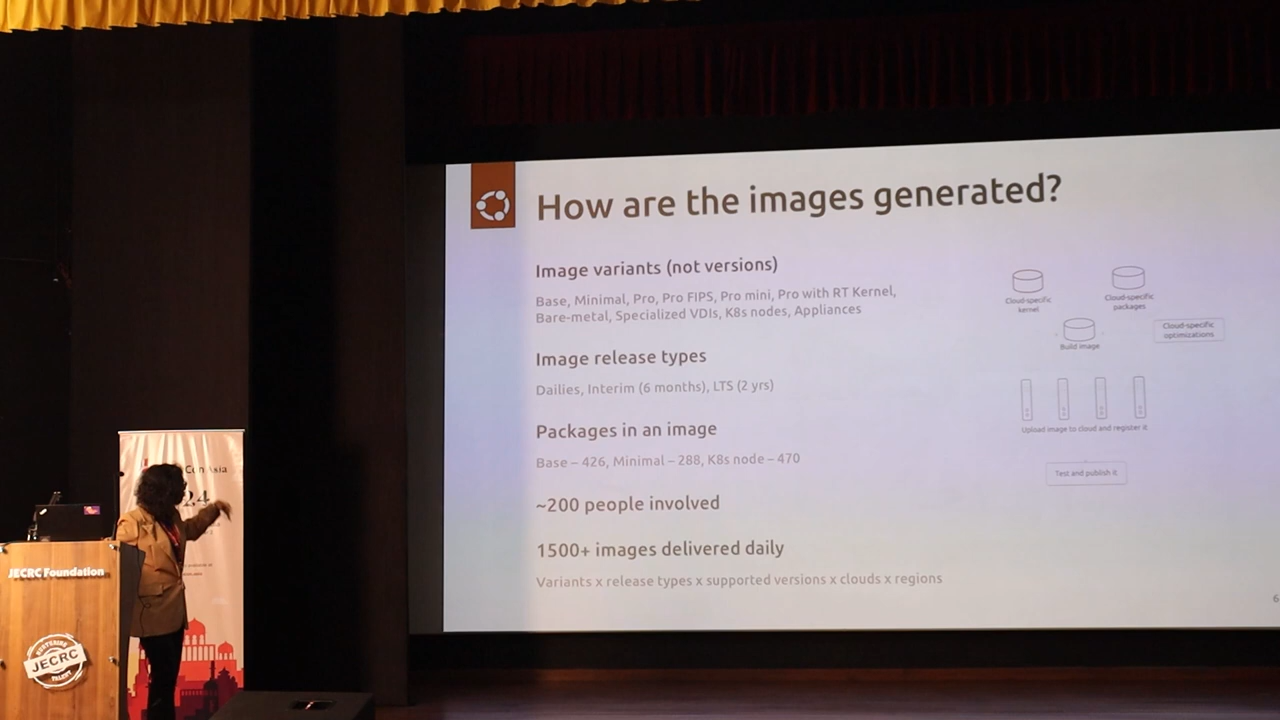 How are the images generated?
Image variants (not versions)
Base, Minimal, Pro, Pro FIPS, Pro mini, Pro with RT Kernel,
Bare-metal, Specialized VDIs, K8s nodes, Appliances
Image release types
Dailies, Interim (6 months), LTS (2 yrs)
Packages in an image
Base – 426, Minimal – 288, K8s node – 470
~200 people involved
1500+ images delivered daily
Variants x release types x supported versions x clouds x regions
Cloud-specific
kernel
Cloud-specific
packages
Build image
Cloud-specific
optimizations
Upload image to cloud and register it
Test and publish it
6
Asia
24
JECRC Foundation
JECRC